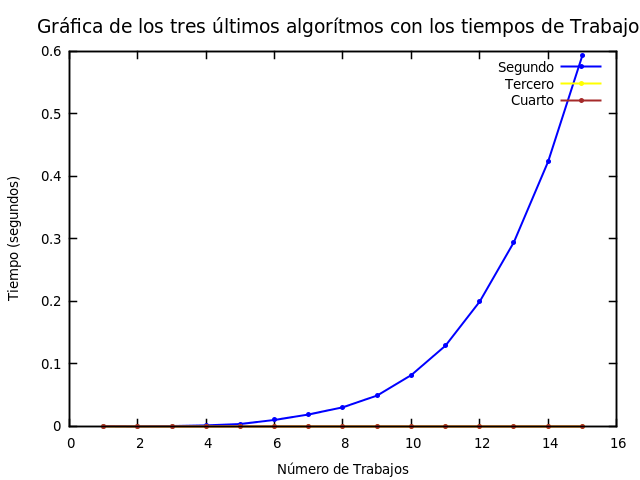 Gráfica de los tres últimos algorítmos con los tiempos de Trabajo
Segundo
Tercero
Cuarto
0.6
0.5
0.4
0.3
0.2
0.1
0
Tiempo (segundos)
0 2 4 6 8 10 12 14 16
Número de Trabajos